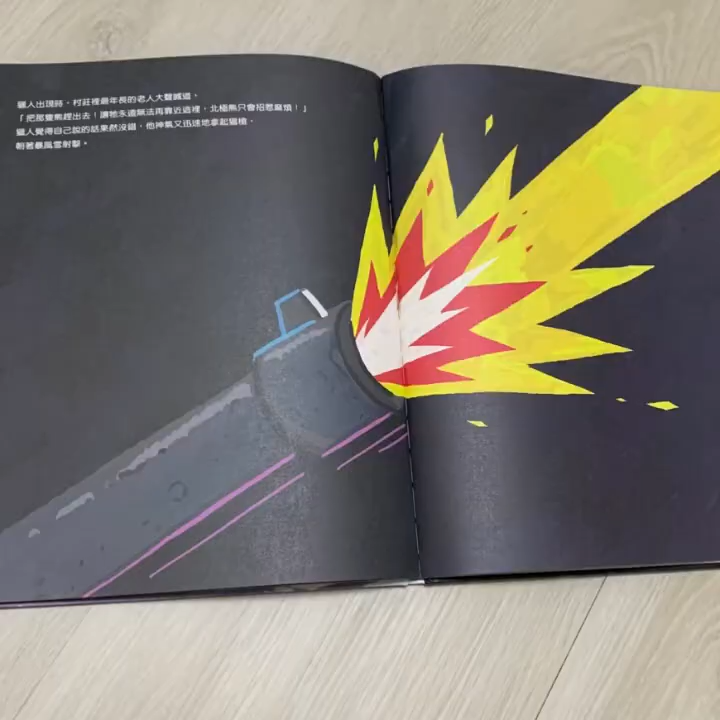 獵人出現時，村莊裡最年長的老人大聲喊道，
「把那隻熊趕出去！讓牠永遠無法再靠近這裡，北極熊只會招惹麻煩！」
獵人覺得自己說的話果然沒錯，他神氣又迅速地拿起獵槍，
朝著暴風雪射擊。